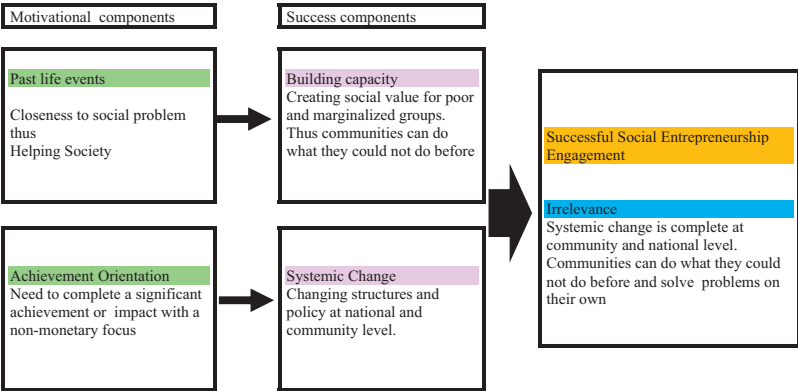 Motivational components
Success components
Past life events
Closeness to social problem
thus
Helping Society
Building capacity
Creating social value for poor
and marginalized groups.
Thus communities can do
what they could not do before
Achievement Orientation
Need to complete a significant
achievement or impact with a
non-monetary focus
Systemic Change
Changing structures and
policy at national and
community level.
Successful Social Entrepreneurship
Engagement
Irrelevance
Systemic change is complete at
community and national level.
Communities can do what they could
not do before and solve problems on
their own